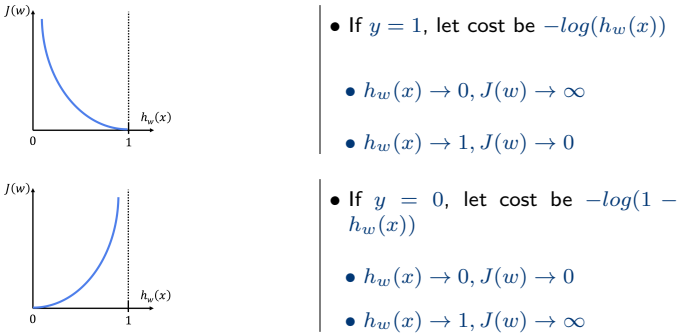 J(w)
h_w(x)
0
1
• If y = 1, let cost be −log(h_w(x))
• h_w(x) → 0, J(w) → ∞
• h_w(x) → 1, J(w) → 0
J(w)
h_w(x)
0
1
• If y = 0, let cost be −log(1 −
h_w(x))
• h_w(x) → 0, J(w) → 0
• h_w(x) → 1, J(w) → ∞